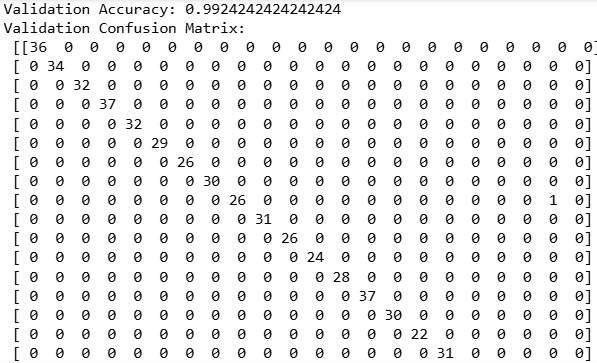 Validation Accuracy: 0.9924242424242424
Validation Confusion Matrix:
[[36 0 0 0 0 0 0 0 0 0 0 0 0 0 0 0 0 0 0 0 0 0]
[ 0 34 0 0 0 0 0 0 0 0 0 0 0 0 0 0 0 0 0 0 0 0]
[ 0 0 32 0 0 0 0 0 0 0 0 0 0 0 0 0 0 0 0 0 0 0]
[ 0 0 0 37 0 0 0 0 0 0 0 0 0 0 0 0 0 0 0 0 0 0]
[ 0 0 0 0 32 0 0 0 0 0 0 0 0 0 0 0 0 0 0 0 0 0]
[ 0 0 0 0 0 29 0 0 0 0 0 0 0 0 0 0 0 0 0 0 0 0]
[ 0 0 0 0 0 0 26 0 0 0 0 0 0 0 0 0 0 0 0 0 0 0]
[ 0 0 0 0 0 0 0 30 0 0 0 0 0 0 0 0 0 0 0 0 0 0]
[ 0 0 0 0 0 0 0 0 26 0 0 0 0 0 0 0 0 0 0 0 1 0]
[ 0 0 0 0 0 0 0 0 0 31 0 0 0 0 0 0 0 0 0 0 0 0]
[ 0 0 0 0 0 0 0 0 0 0 26 0 0 0 0 0 0 0 0 0 0 0]
[ 0 0 0 0 0 0 0 0 0 0 0 24 0 0 0 0 0 0 0 0 0 0]
[ 0 0 0 0 0 0 0 0 0 0 0 0 28 0 0 0 0 0 0 0 0 0]
[ 0 0 0 0 0 0 0 0 0 0 0 0 0 37 0 0 0 0 0 0 0 0]
[ 0 0 0 0 0 0 0 0 0 0 0 0 0 0 30 0 0 0 0 0 0 0]
[ 0 0 0 0 0 0 0 0 0 0 0 0 0 0 0 22 0 0 0 0 0 0]
[ 0 0 0 0 0 0 0 0 0 0 0 0 0 0 0 0 31 0 0 0 0 0]